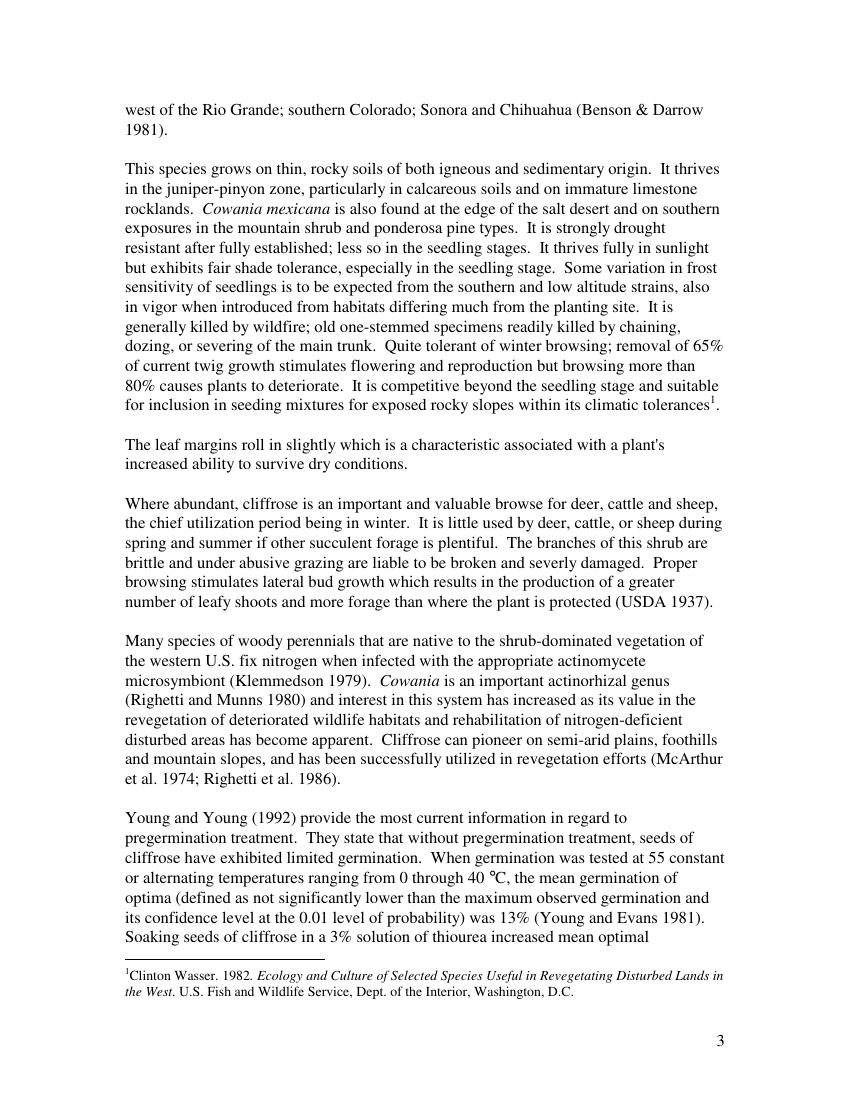 west of the Rio Grande; southern Colorado; Sonora and Chihuahua (Benson & Darrow
1981).
This species grows on thin, rocky soils of both igneous and sedimentary origin.  It thrives
in the juniper-pinyon zone, particularly in calcareous soils and on immature limestone
rocklands.  Cowania mexicana is also found at the edge of the salt desert and on southern
exposures in the mountain shrub and ponderosa pine types.  It is strongly drought
resistant after fully established; less so in the seedling stages.  It thrives fully in sunlight
but exhibits fair shade tolerance, especially in the seedling stage.  Some variation in frost
sensitivity of seedlings is to be expected from the southern and low altitude strains, also
in vigor when introduced from habitats differing much from the planting site.  It is
generally killed by wildfire; old one-stemmed specimens readily killed by chaining,
dozing, or severing of the main trunk.  Quite tolerant of winter browsing; removal of 65%
of current twig growth stimulates flowering and reproduction but browsing more than
80% causes plants to deteriorate.  It is competitive beyond the seedling stage and suitable
for inclusion in seeding mixtures for exposed rocky slopes within its climatic tolerances¹.
The leaf margins roll in slightly which is a characteristic associated with a plant's
increased ability to survive dry conditions.
Where abundant, cliffrose is an important and valuable browse for deer, cattle and sheep,
the chief utilization period being in winter.  It is little used by deer, cattle, or sheep during
spring and summer if other succulent forage is plentiful.  The branches of this shrub are
brittle and under abusive grazing are liable to be broken and severly damaged.  Proper
browsing stimulates lateral bud growth which results in the production of a greater
number of leafy shoots and more forage than where the plant is protected (USDA 1937).
Many species of woody perennials that are native to the shrub-dominated vegetation of
the western U.S. fix nitrogen when infected with the appropriate actinomycete
microsymbiont (Klemmedson 1979).  Cowania is an important actinorhizal genus
(Righetti and Munns 1980) and interest in this system has increased as its value in the
revegetation of deteriorated wildlife habitats and rehabilitation of nitrogen-deficient
disturbed areas has become apparent.  Cliffrose can pioneer on semi-arid plains, foothills
and mountain slopes, and has been successfully utilized in revegetation efforts (McArthur
et al. 1974; Righetti et al. 1986).
Young and Young (1992) provide the most current information in regard to
pregermination treatment.  They state that without pregermination treatment, seeds of
cliffrose have exhibited limited germination.  When germination was tested at 55 constant
or alternating temperatures ranging from 0 through 40 °C, the mean germination of
optima (defined as not significantly lower than the maximum observed germination and
its confidence level at the 0.01 level of probability) was 13% (Young and Evans 1981).
Soaking seeds of cliffrose in a 3% solution of thiourea increased mean optimal
¹Clinton Wasser. 1982. Ecology and Culture of Selected Species Useful in Revegetating Disturbed Lands in
the West. U.S. Fish and Wildlife Service, Dept. of the Interior, Washington, D.C.
3